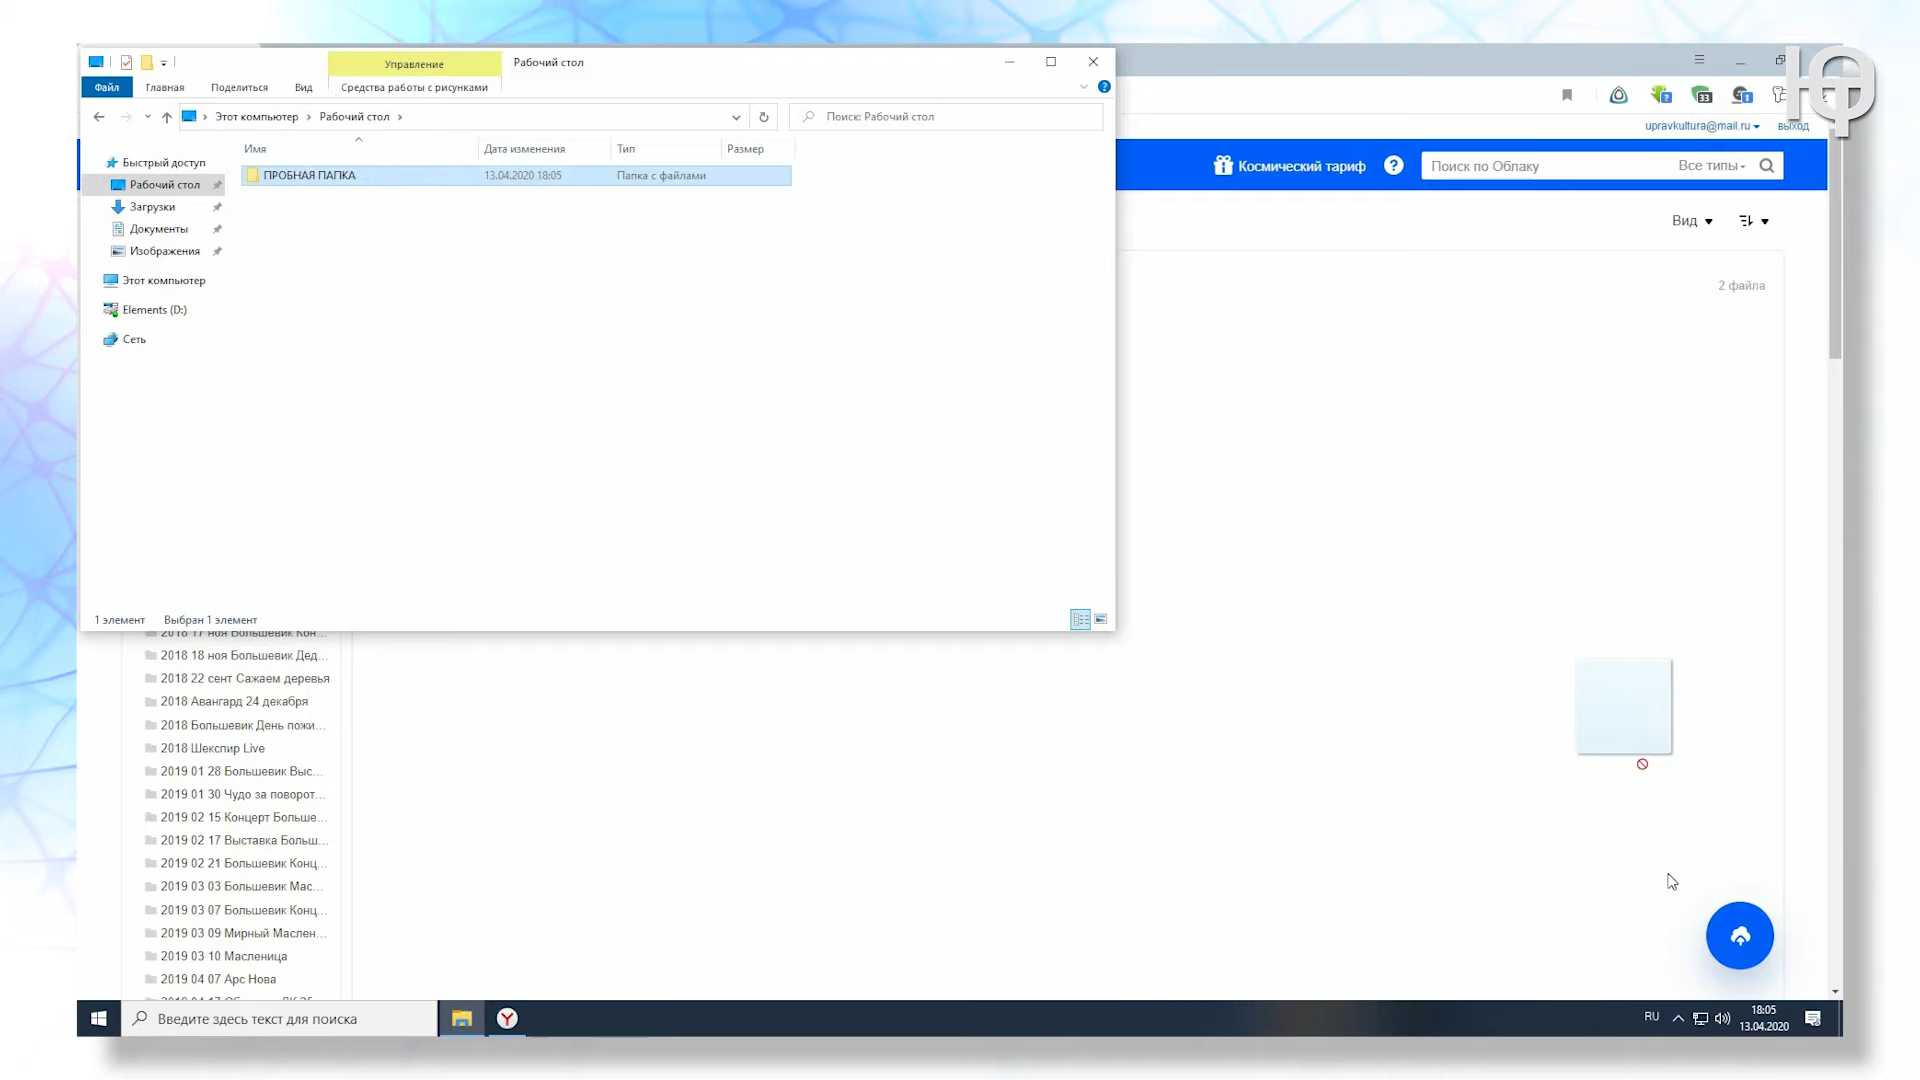 Управление
Рабочий стол
Файл
Главная
Поделиться
Вид
Средства работы с рисунками
Этот компьютер
Рабочий стол
Поиск: Рабочий стол
Имя
Дата изменения
Тип
Размер
ПРОБНАЯ ПАПКА
13.04.2020 18:05
Папка с файлами
Быстрый доступ
Рабочий стол
Загрузки
Документы
Изображения
Этот компьютер
Elements (D:)
Сеть
1 элемент
Выбран 1 элемент
33
1
upravkultura@mail.ru
выход
Космический тариф
Поиск по Облаку
Все типы
Вид
2 файла
2018 17 ноя Большевик Кон...
2018 18 ноя Большевик Дед...
2018 22 сент Сажаем деревья
2018 Авангард 24 декабря
2018 Большевик День пожи...
2018 Шекспир Live
2019 01 28 Большевик Выс...
2019 01 30 Чудо за поворот...
2019 02 15 Концерт Больше...
2019 02 17 Выставка Больш...
2019 02 21 Большевик Конц...
2019 03 03 Большевик Мас...
2019 03 07 Большевик Конц...
2019 03 09 Мирный Маслен...
2019 03 10 Масленица
2019 04 07 Арс Нова
Введите здесь текст для поиска
RU
18:05
13.04.2020